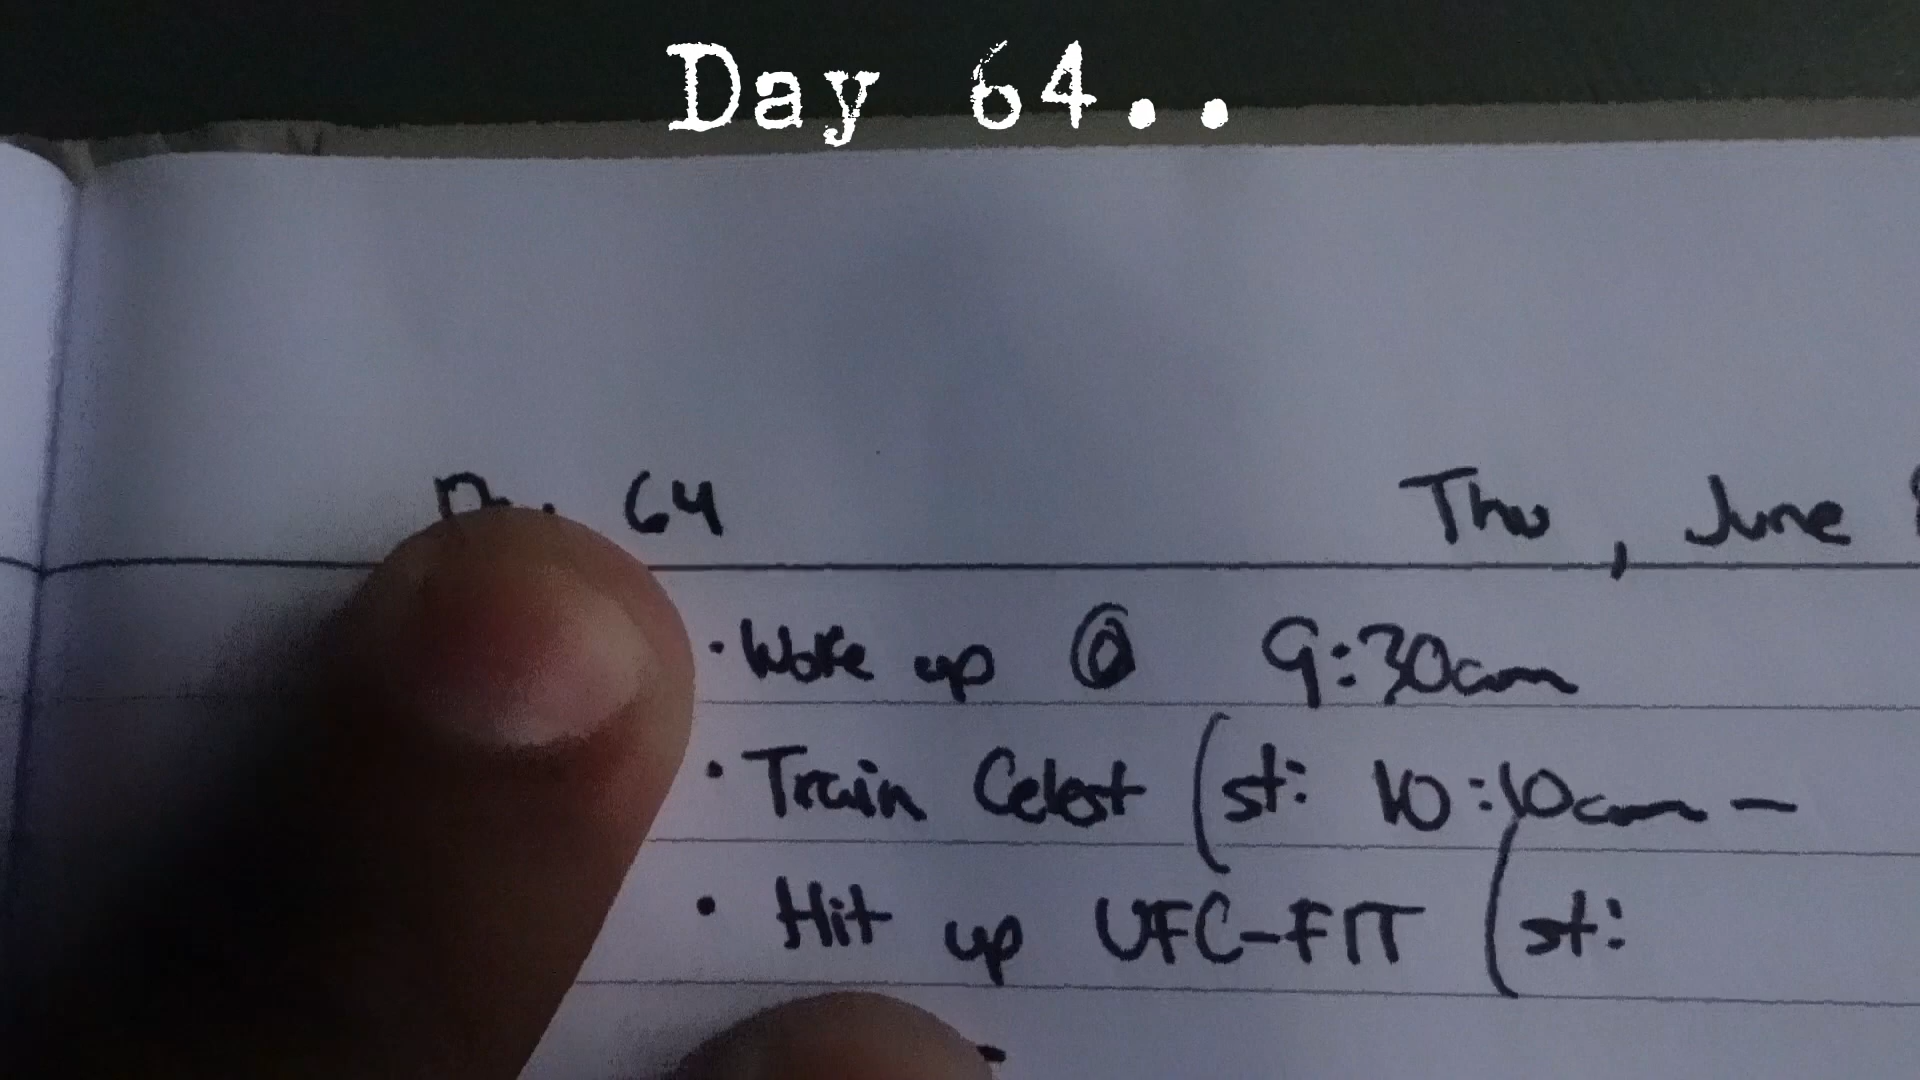 Day 64..
64 Thu, June
• Woke up @ 9:30am
• Train Celest (st: 10:10am –
• Hit up UFC-FIT (st: